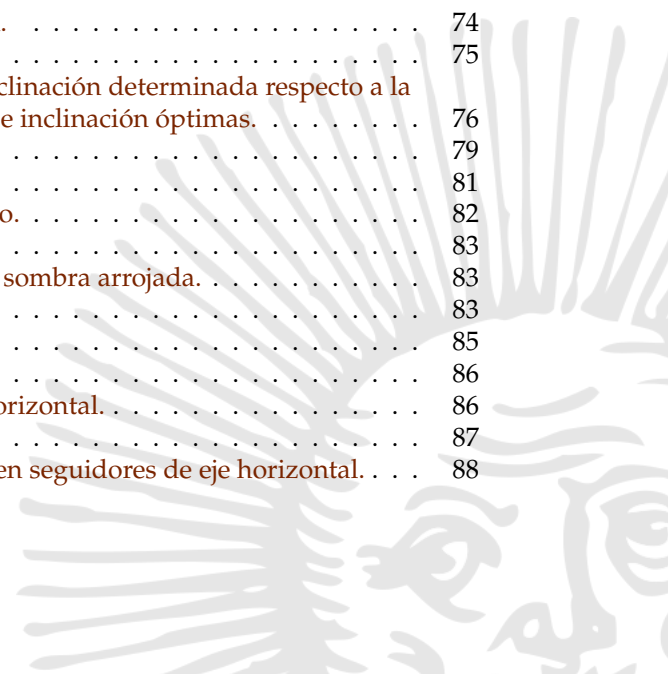 . . . . . . . . . . . . . . . . . . . . 74
. . . . . . . . . . . . . . . . . . . . . 75
clinación determinada respecto a la
e inclinación óptimas. . . . . . . . . 76
. . . . . . . . . . . . . . . . . . . . . 79
. . . . . . . . . . . . . . . . . . . . . 81
o. . . . . . . . . . . . . . . . . . . . . 82
. . . . . . . . . . . . . . . . . . . . . 83
sombra arrojada. . . . . . . . . . . . 83
. . . . . . . . . . . . . . . . . . . . . 83
. . . . . . . . . . . . . . . . . . . . . 85
. . . . . . . . . . . . . . . . . . . . . 86
orizontal. . . . . . . . . . . . . . . . . 86
. . . . . . . . . . . . . . . . . . . . . 87
en seguidores de eje horizontal. . . . 88